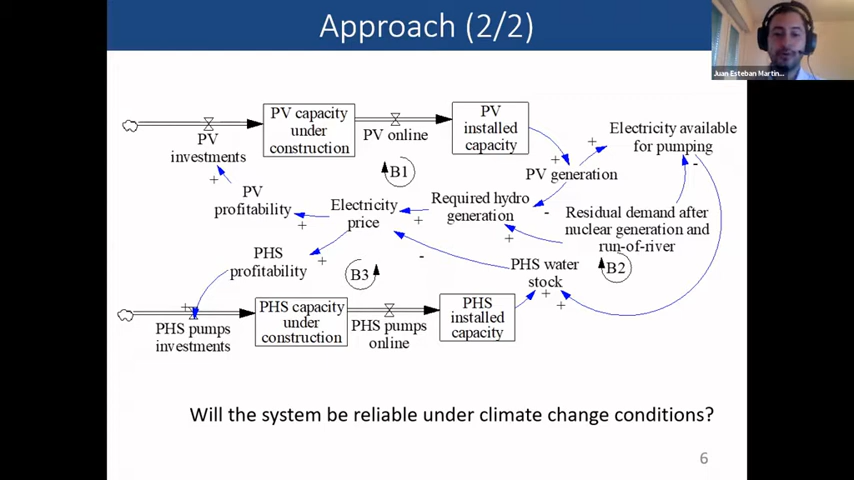 Approach (2/2)
Juan Esteban Martin...
PV capacity
under
construction
PV
installed
capacity
PV online
PV
investments
Electricity available
for pumping
+
-
B1
+
+
PV generation
PV
profitability
+
Electricity
price
+
Required hydro
generation
-
+
Residual demand after
nuclear generation and
run-of-river
PHS
profitability
+
-
B3
PHS water
stock
B2
+
+
+
+
PHS pumps
investments
PHS capacity
under
construction
PHS pumps
online
PHS
installed
capacity
Will the system be reliable under climate change conditions?
6